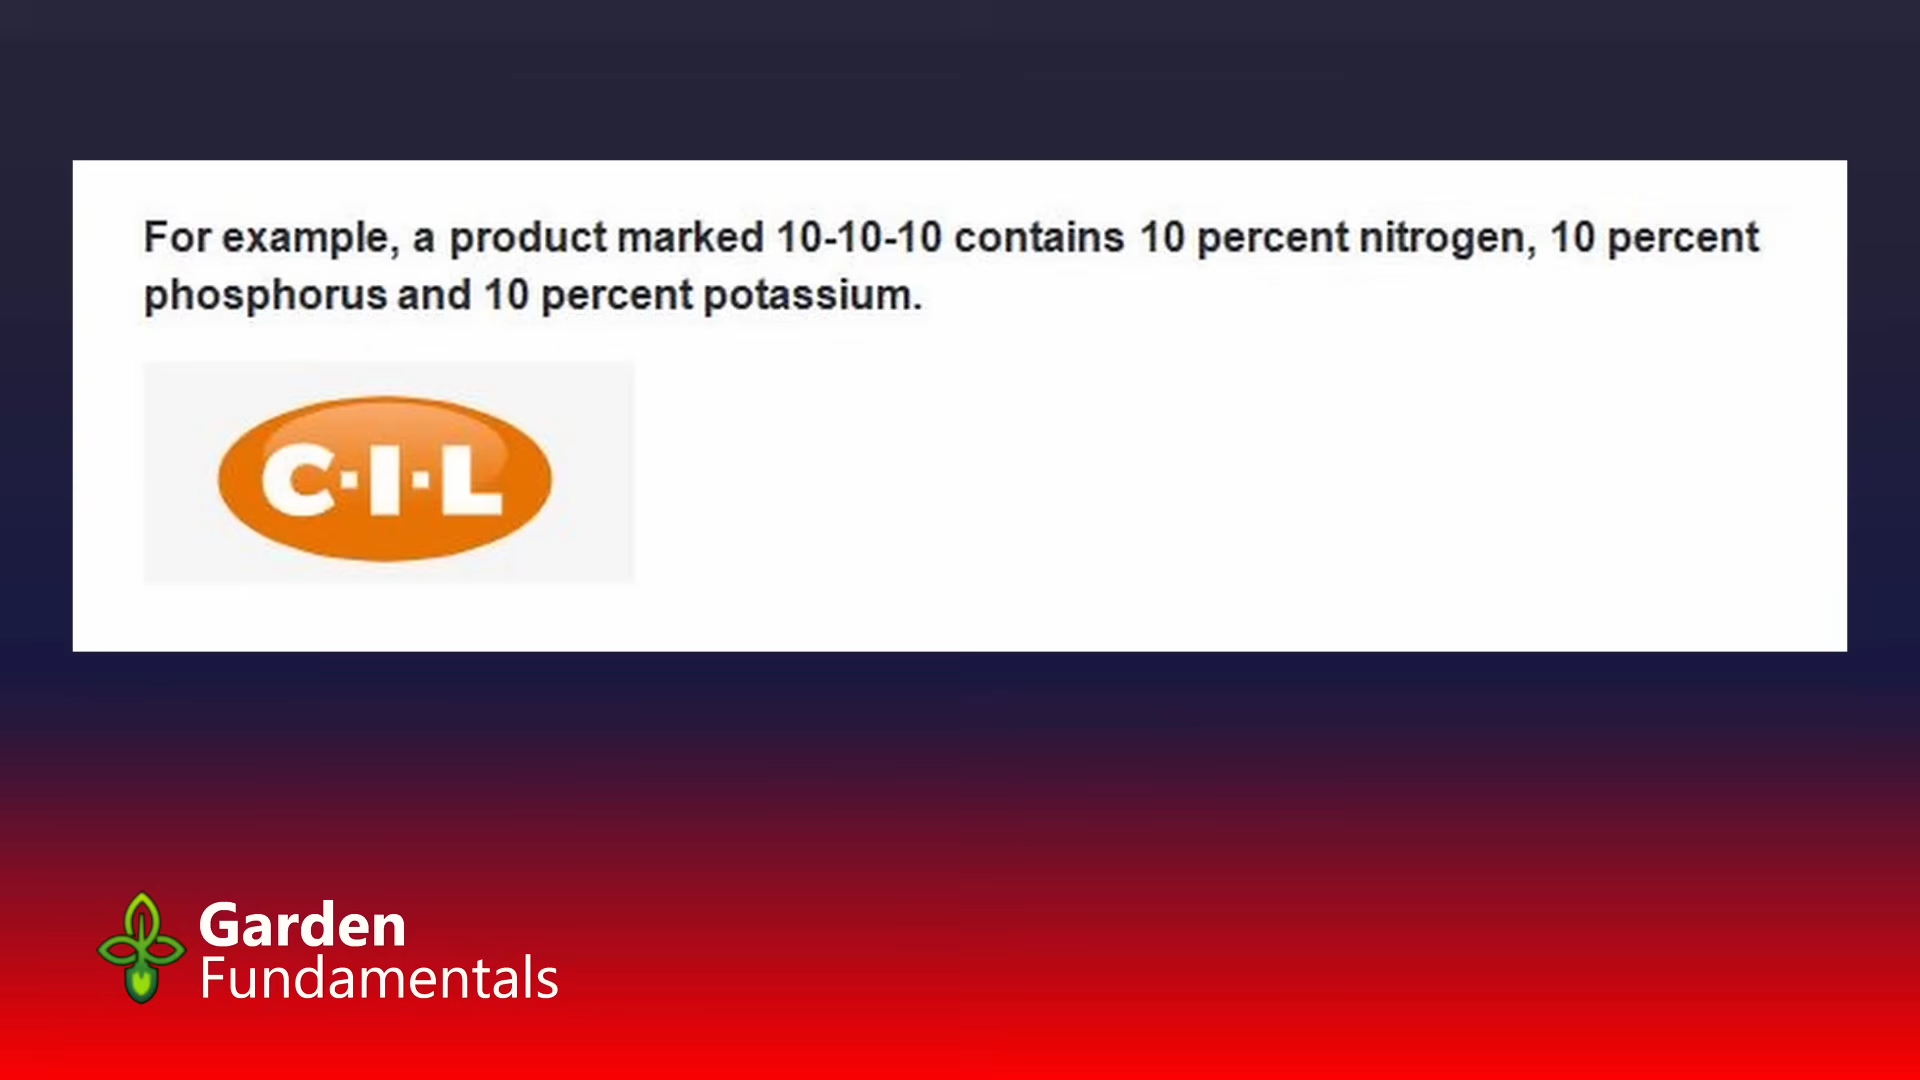 For example, a product marked 10-10-10 contains 10 percent nitrogen, 10 percent
phosphorus and 10 percent potassium.
C·I·L
Garden
Fundamentals